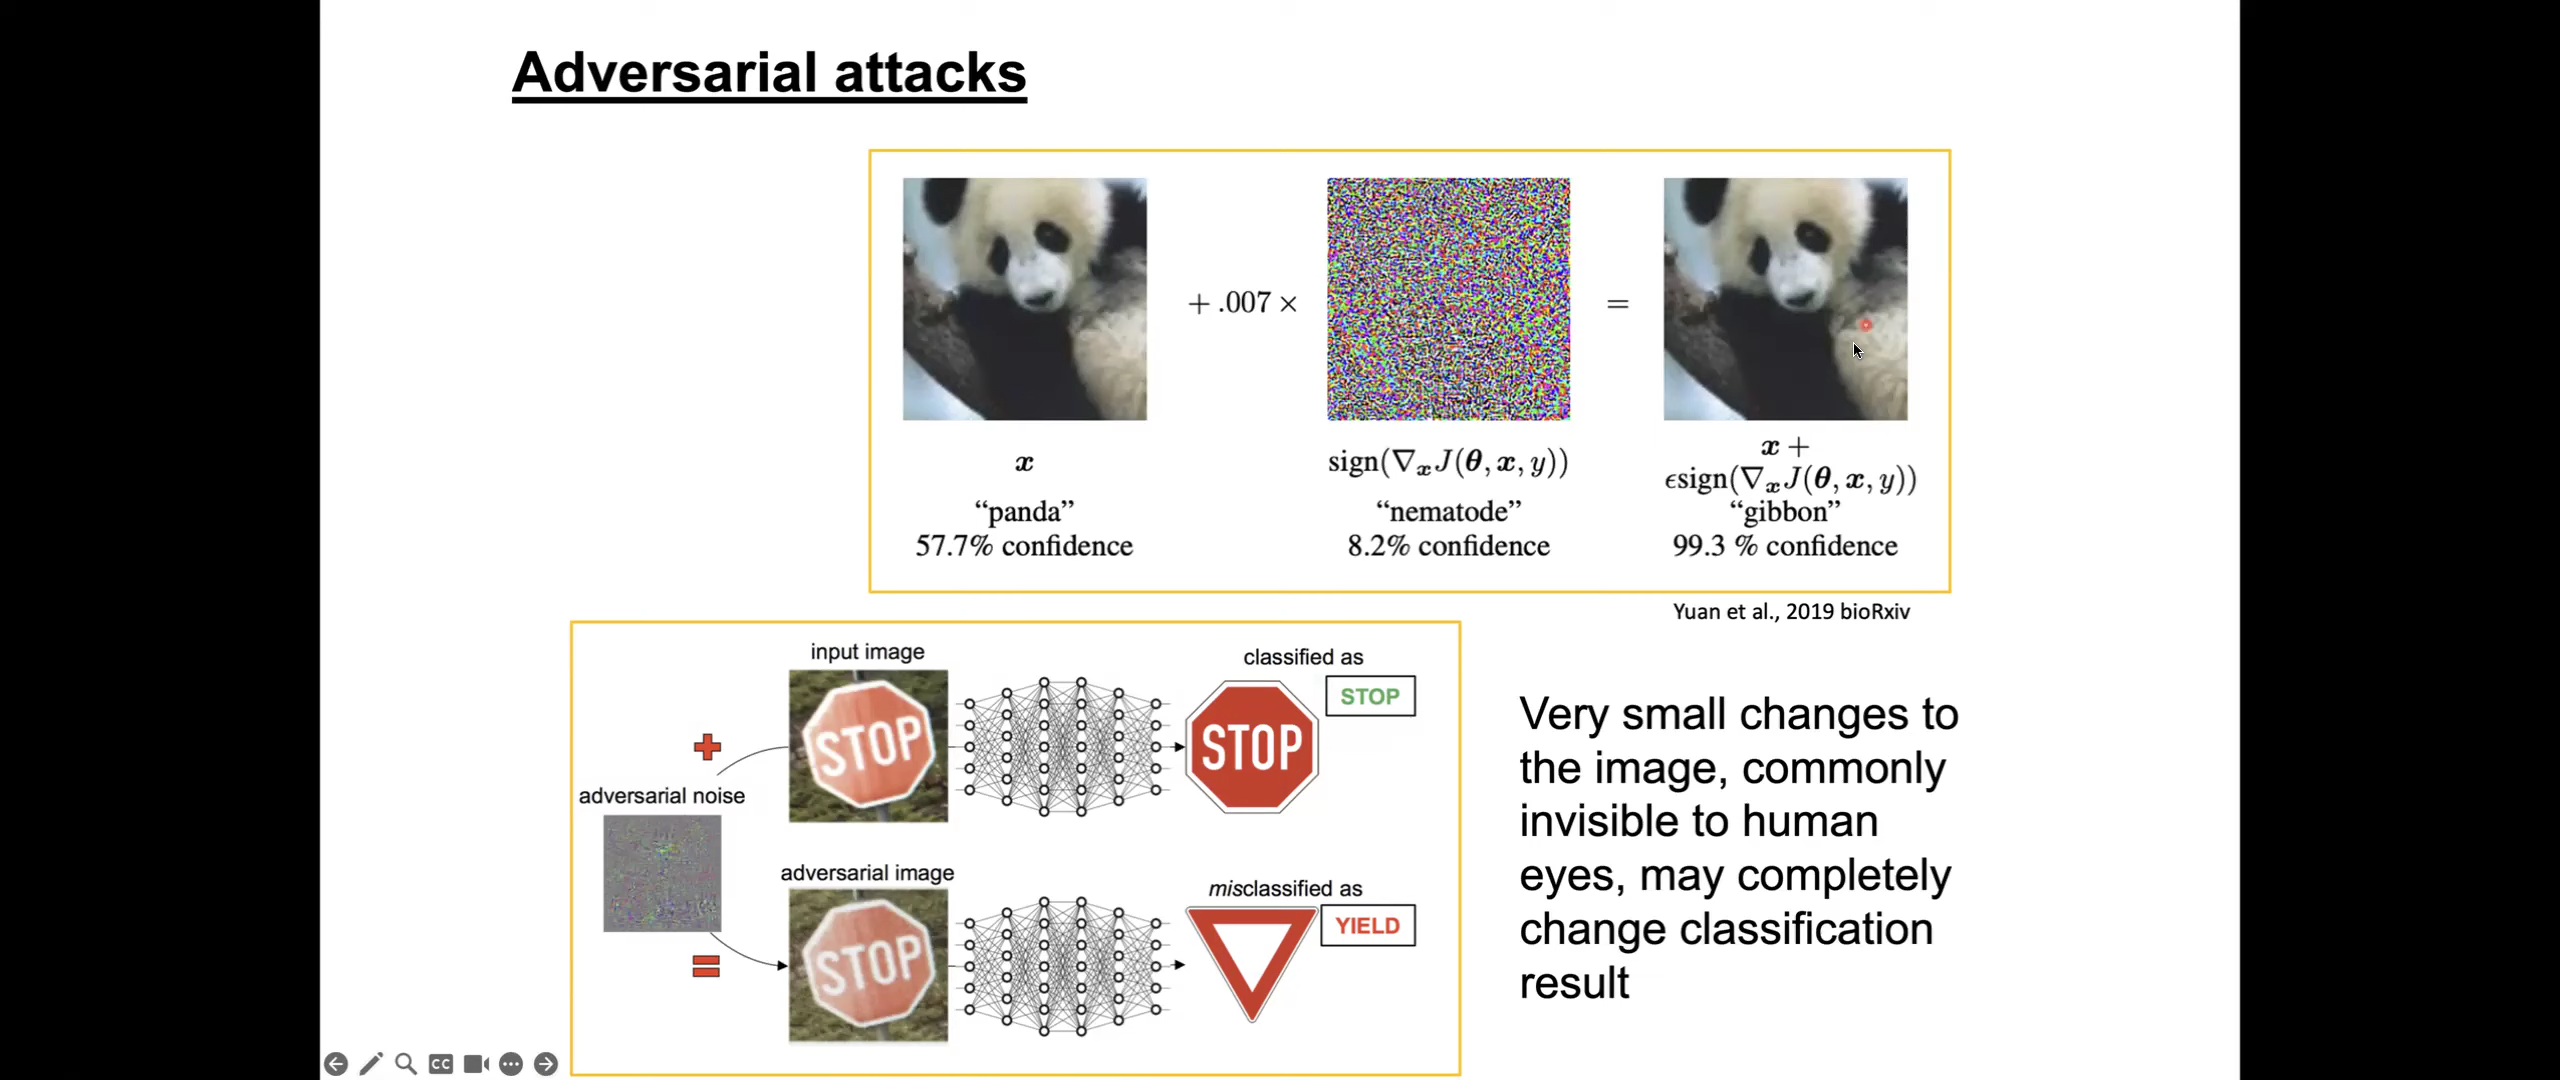 Adversarial attacks
+ .007 ×
=
x
"panda"
57.7% confidence
sign(∇ₓJ(θ, x, y))
"nematode"
8.2% confidence
x +
ϵsign(∇ₓJ(θ, x, y))
"gibbon"
99.3 % confidence
Yuan et al., 2019 bioRxiv
input image
STOP
classified as
STOP
STOP
adversarial noise
adversarial image
STOP
misclassified as
YIELD
Very small changes to
the image, commonly
invisible to human
eyes, may completely
change classification
result
CC